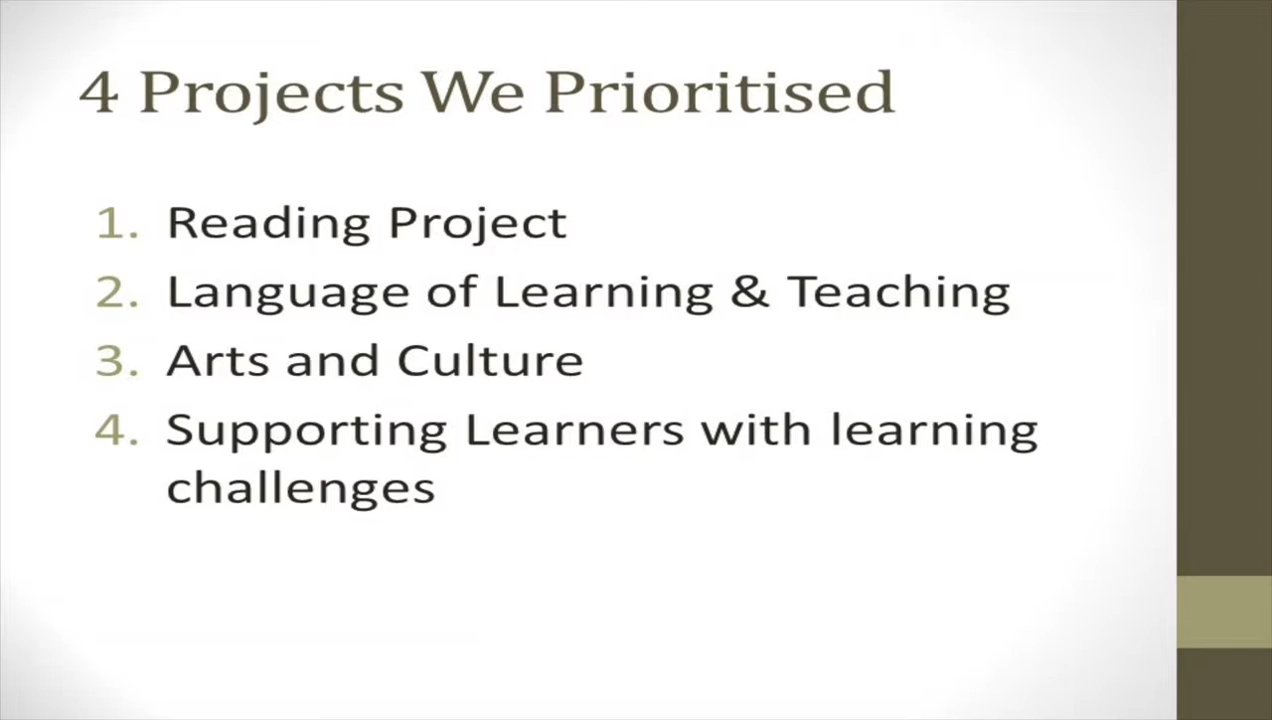 4 Projects We Prioritised
1. Reading Project
2. Language of Learning & Teaching
3. Arts and Culture
4. Supporting Learners with learning
challenges